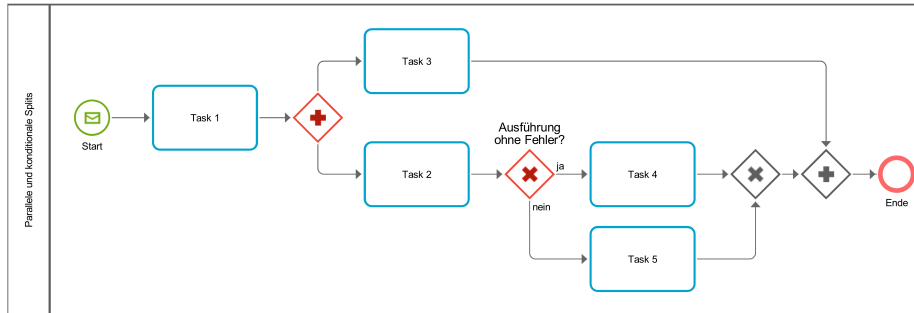 Parallele und konditionale Splits
Start
Task 1
Task 3
Task 2
Ausführung
ohne Fehler?
ja
nein
Task 4
Task 5
Ende